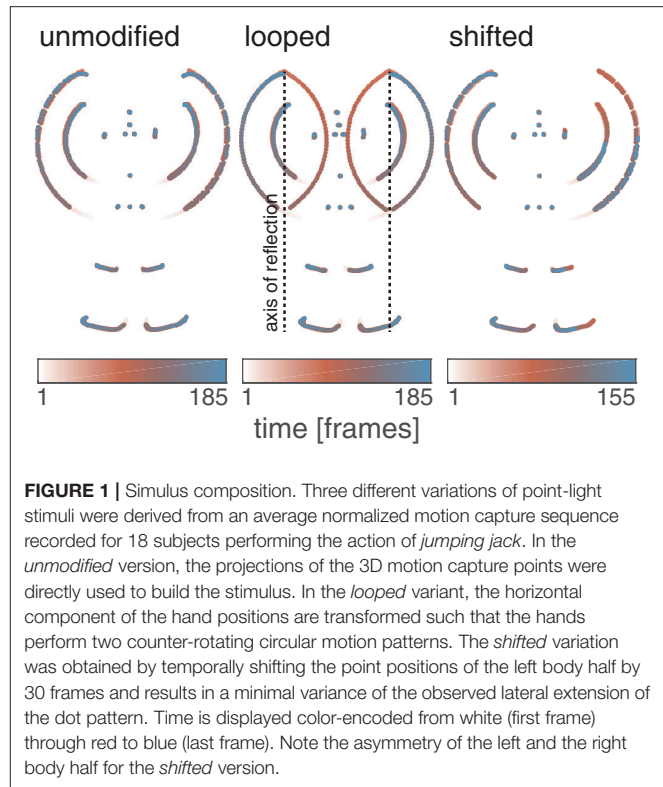 unmodified looped shifted
axis of reflection
1 185 1 185 1 155
time [frames]
FIGURE 1 | Simulus composition. Three different variations of point-light
stimuli were derived from an average normalized motion capture sequence
recorded for 18 subjects performing the action of jumping jack. In the
unmodified version, the projections of the 3D motion capture points were
directly used to build the stimulus. In the looped variant, the horizontal
component of the hand positions are transformed such that the hands
perform two counter-rotating circular motion patterns. The shifted variation
was obtained by temporally shifting the point positions of the left body half by
30 frames and results in a minimal variance of the observed lateral extension of
the dot pattern. Time is displayed color-encoded from white (first frame)
through red to blue (last frame). Note the asymmetry of the left and the right
body half for the shifted version.